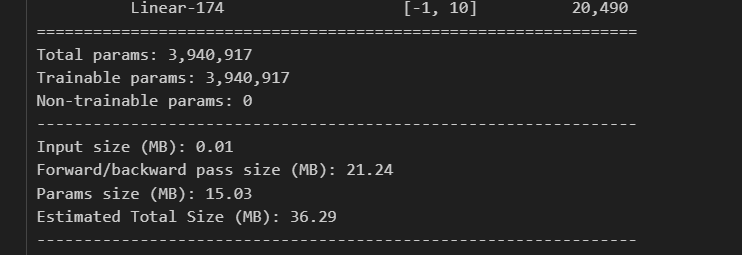 Linear-174 [-1, 10] 20,490
================================================================
Total params: 3,940,917
Trainable params: 3,940,917
Non-trainable params: 0
----------------------------------------------------------------
Input size (MB): 0.01
Forward/backward pass size (MB): 21.24
Params size (MB): 15.03
Estimated Total Size (MB): 36.29
----------------------------------------------------------------